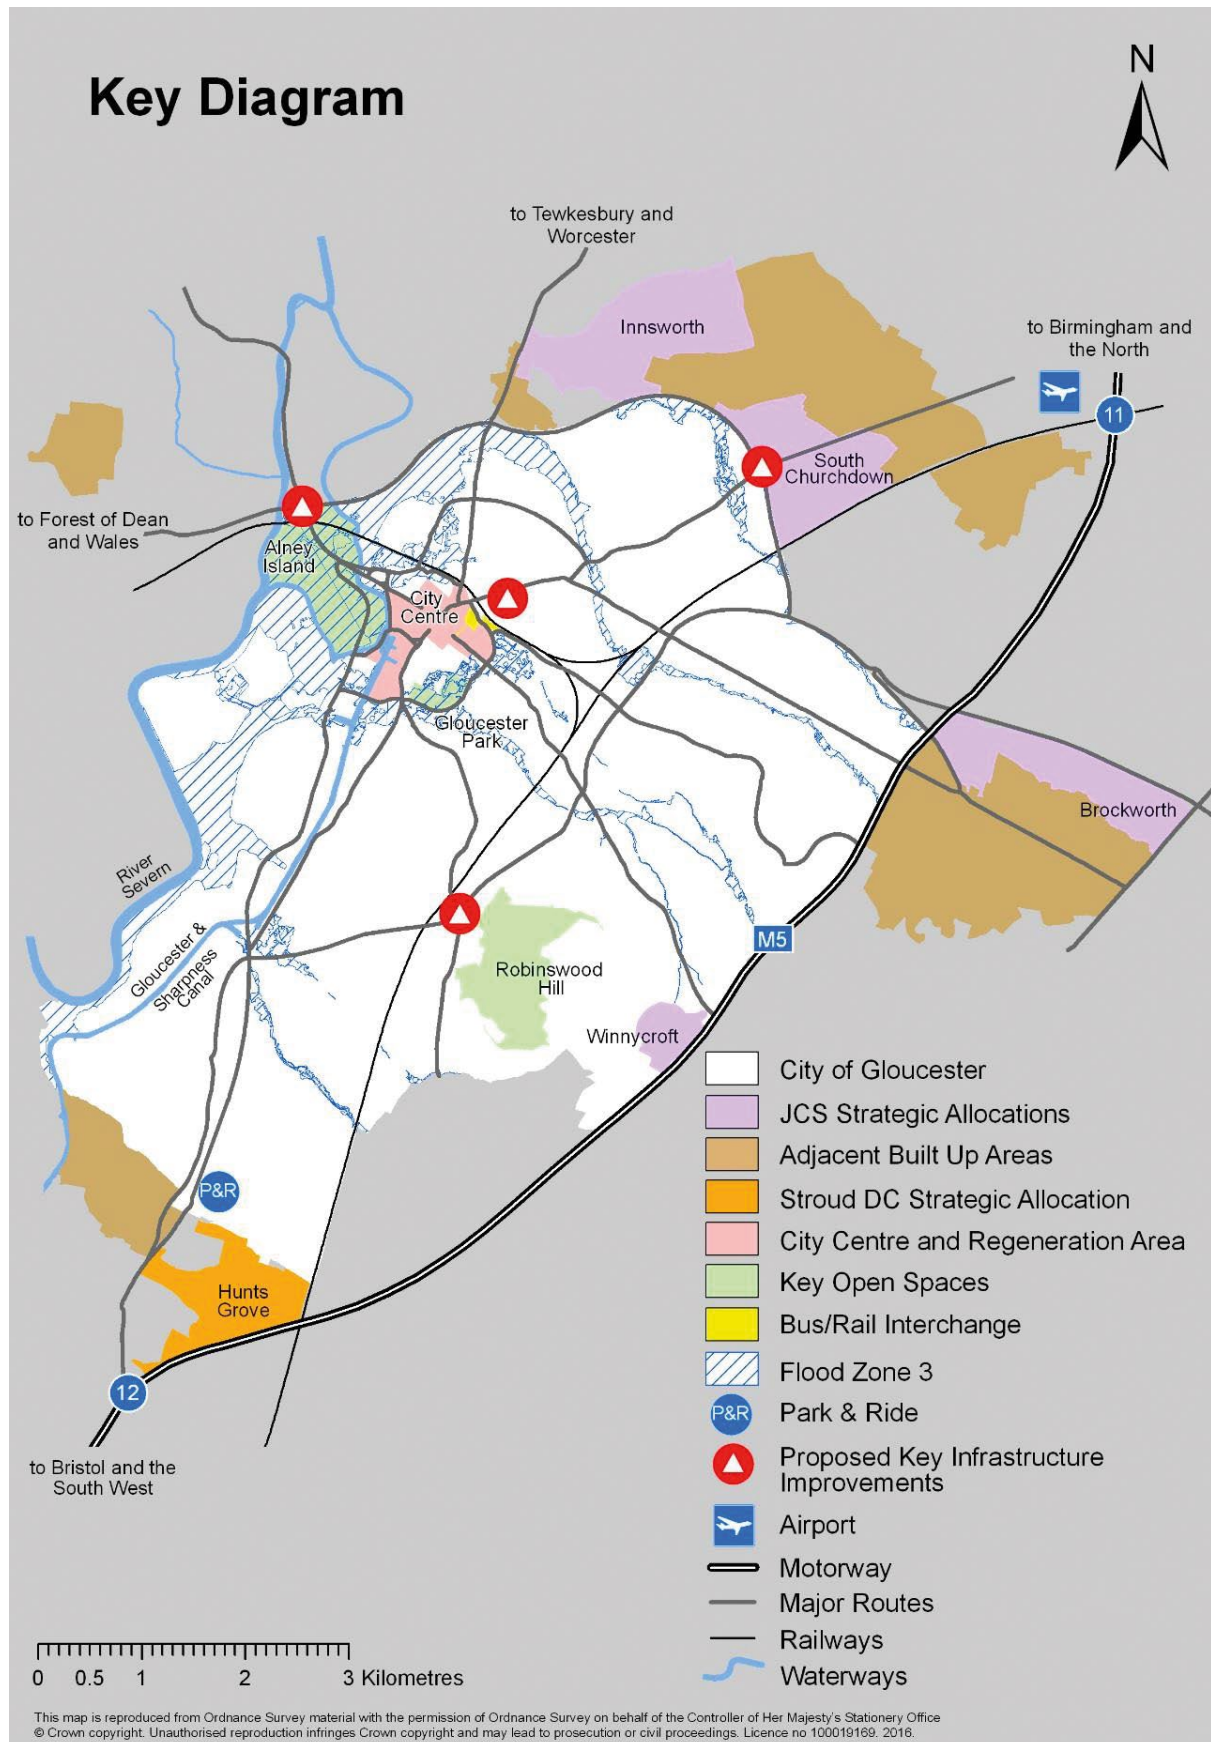 Key Diagram
N
to Tewkesbury and
Worcester
Innsworth
to Birmingham and
the North
11
South
Churchdown
to Forest of Dean
and Wales
Alney
Island
City
Centre
Gloucester
Park
Brockworth
River
Severn
Gloucester &
Sharpness
Canal
M5
Robinswood
Hill
Winnycroft
P&R
Hunts
Grove
12
to Bristol and the
South West
City of Gloucester
JCS Strategic Allocations
Adjacent Built Up Areas
Stroud DC Strategic Allocation
City Centre and Regeneration Area
Key Open Spaces
Bus/Rail Interchange
Flood Zone 3
P&R Park & Ride
Proposed Key Infrastructure
Improvements
Airport
Motorway
Major Routes
Railways
Waterways
0 0.5 1 2 3 Kilometres
This map is reproduced from Ordnance Survey material with the permission of Ordnance Survey on behalf of the Controller of Her Majesty's Stationery Office
© Crown copyright. Unauthorised reproduction infringes Crown copyright and may lead to prosecution or civil proceedings. Licence no 100019169. 2016.